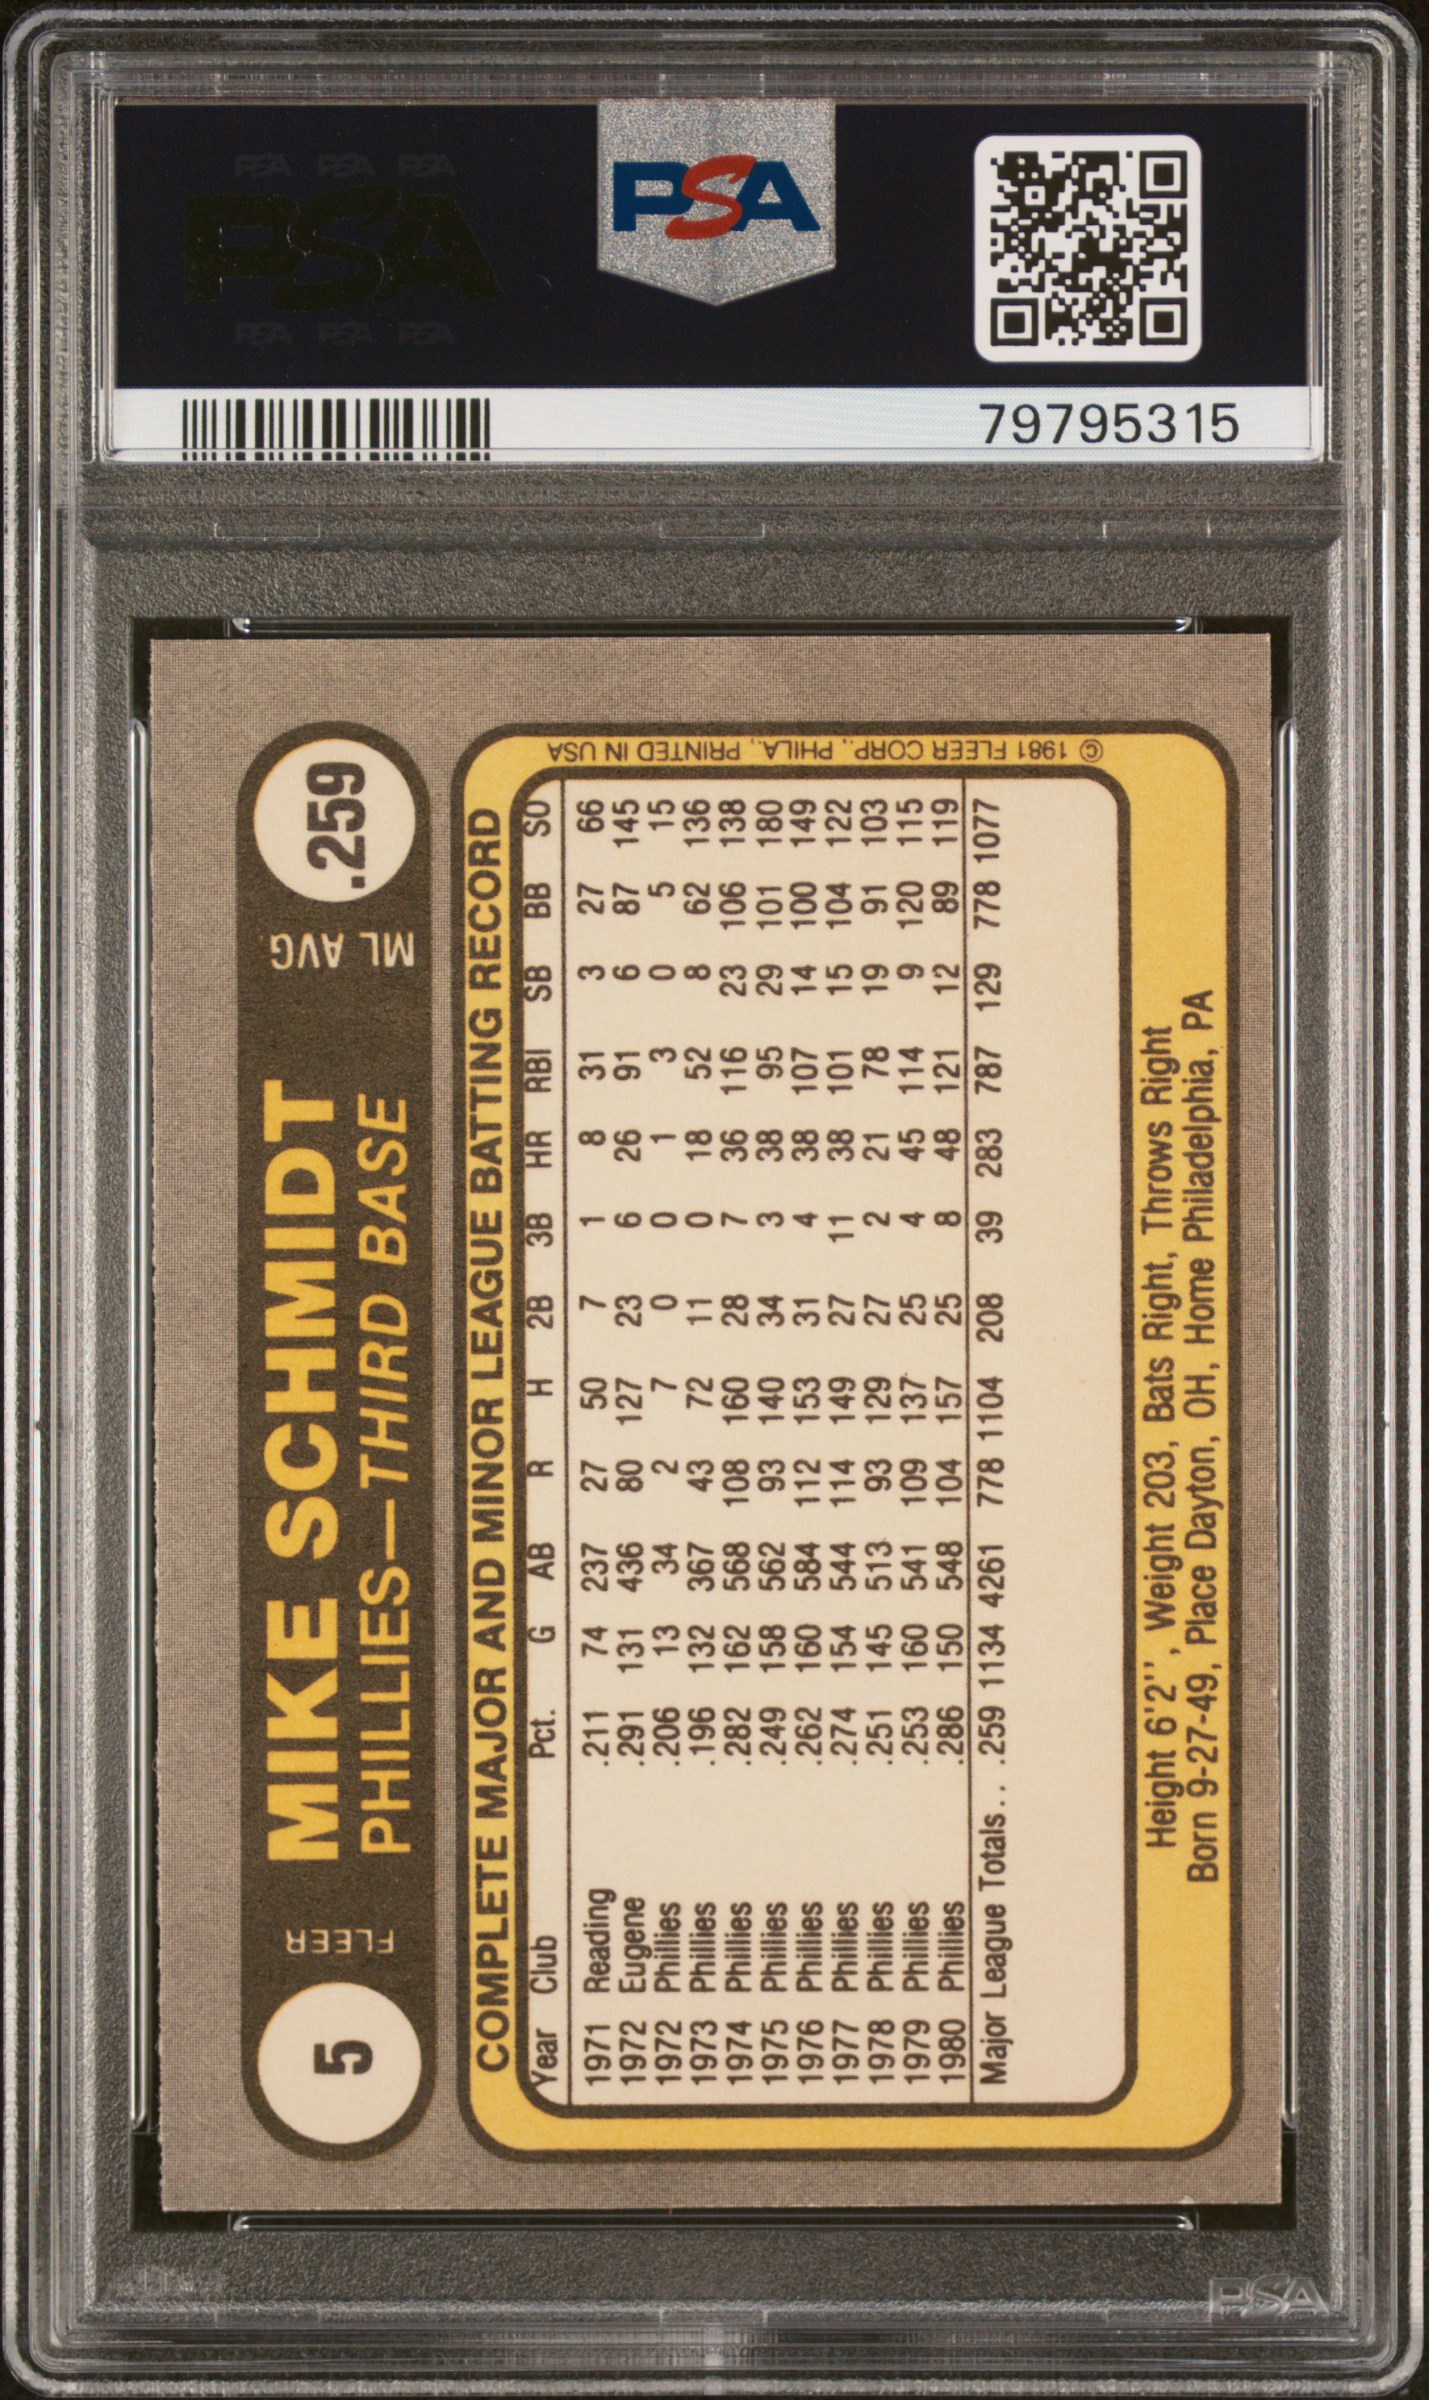 PSA PSA PSA
PSA
PSA PSA PSA
PSA
79795315
5 FLEER MIKE SCHMIDT ML AVG. .259
PHILLIES—THIRD BASE
COMPLETE MAJOR AND MINOR LEAGUE BATTING RECORD
Year Club Pct. G AB R H 2B 3B HR RBI SB BB SO
1971 Reading .211 74 237 27 50 7 1 8 31 3 27 66
1972 Eugene .291 131 436 80 127 23 6 26 91 6 87 145
1972 Phillies .206 13 34 2 7 0 0 1 3 0 5 15
1973 Phillies .196 132 367 43 72 11 0 18 52 8 62 136
1974 Phillies .282 162 568 108 160 28 7 36 116 23 106 138
1975 Phillies .249 158 562 93 140 34 3 38 95 29 101 180
1976 Phillies .262 160 584 112 153 31 4 38 107 14 100 149
1977 Phillies .274 154 544 114 149 27 11 38 101 15 104 122
1978 Phillies .251 145 513 93 129 27 2 21 78 19 91 103
1979 Phillies .253 160 541 109 137 25 4 45 114 9 120 115
1980 Phillies .286 150 548 104 157 25 8 48 121 12 89 119
Major League Totals . . .259 1134 4261 778 1104 208 39 283 787 129 778 1077
© 1981 FLEER CORP., PHILA., PRINTED IN USA
Height 6'2'', Weight 203, Bats Right, Throws Right
Born 9-27-49, Place Dayton, OH, Home Philadelphia, PA
PSA